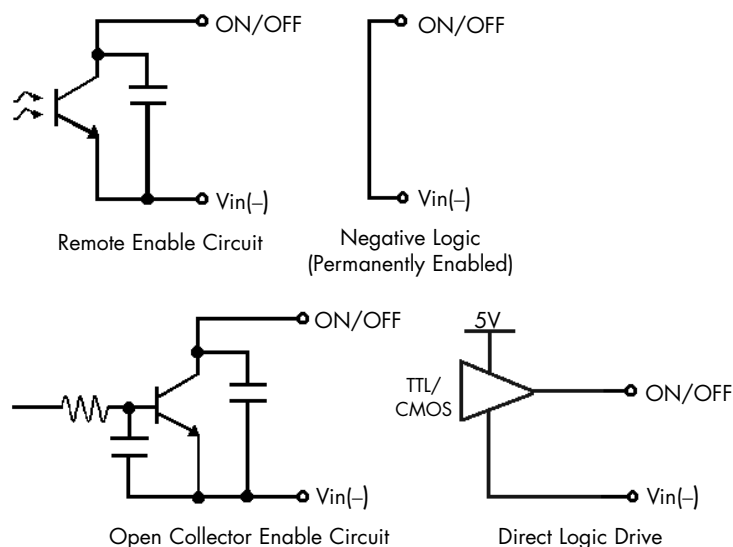 ON/OFF
Vin(–)
Remote Enable Circuit
ON/OFF
Vin(–)
Negative Logic
(Permanently Enabled)
ON/OFF
Vin(–)
Open Collector Enable Circuit
5V
TTL/
CMOS
ON/OFF
Vin(–)
Direct Logic Drive